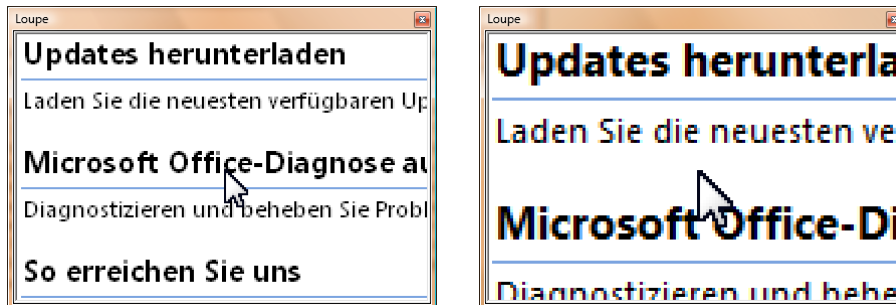 Loupe
Updates herunterladen
Laden Sie die neuesten verfügbaren Up
Microsoft Office-Diagnose au
Diagnostizieren und beheben Sie Probl
So erreichen Sie uns
Loupe
Updates herunterla
Laden Sie die neuesten ve
Microsoft Office-Di
Diagnostizieren und behe